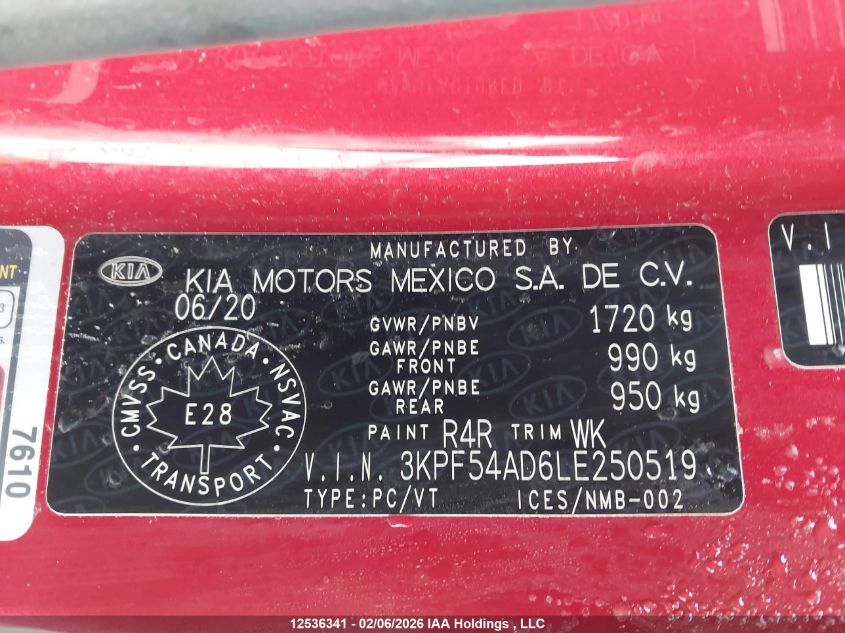 MANUFACTURED BY
KIA KIA MOTORS MEXICO S.A. DE C.V.
06/20
GVWR/PNBV 1720 kg
GAWR/PNBE FRONT 990 kg
GAWR/PNBE REAR 950 kg
CMVSS · CANADA · NSVAC
E28
· TRANSPORT ·
PAINT R4R TRIM WK
V.I.N. 3KPF54AD6LE250519
TYPE:PC/VT ICES/NMB-002
7610
V.I
12536341 - 02/06/2026 IAA Holdings , LLC